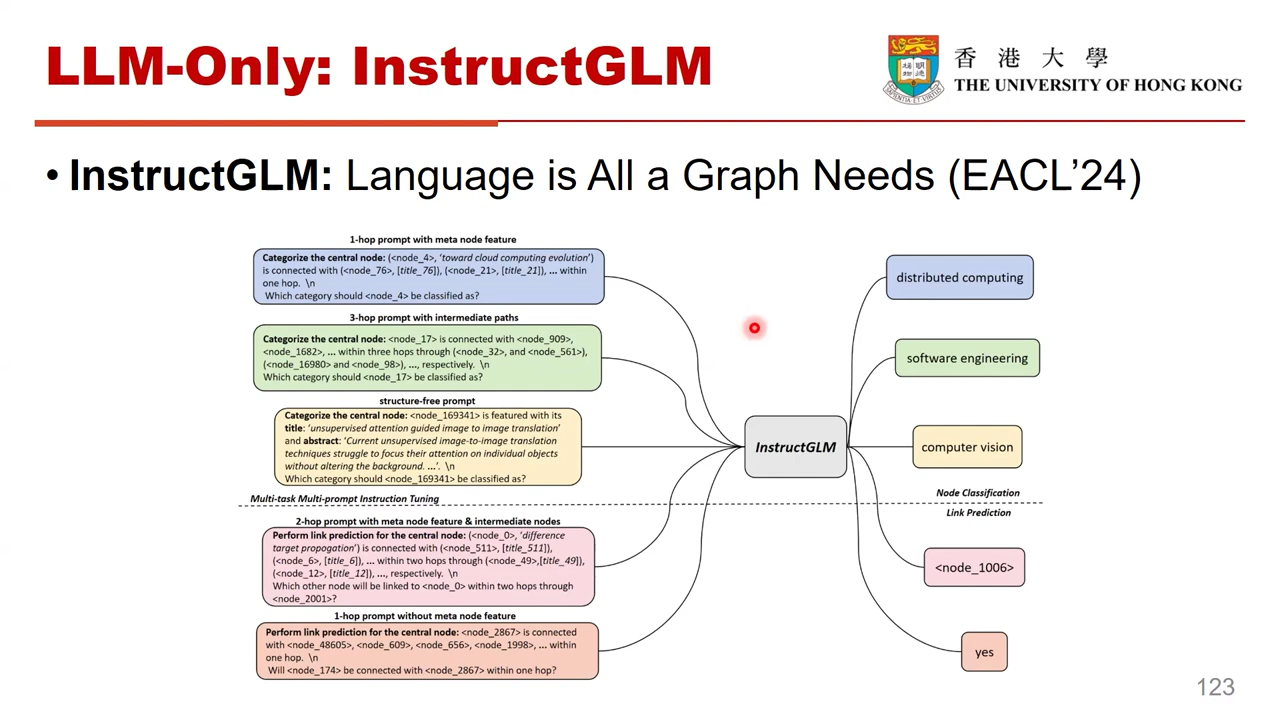 LLM-Only: InstructGLM
香港大學
THE UNIVERSITY OF HONG KONG
• InstructGLM: Language is All a Graph Needs (EACL’24)
1-hop prompt with meta node feature
Categorize the central node: (<node_4>, ‘toward cloud computing evolution’)
is connected with (<node_76>, [title_76]), (<node_21>, [title_21]), ... within
one hop. \n
Which category should <node_4> be classified as?
3-hop prompt with intermediate paths
Categorize the central node: <node_17> is connected with <node_909>,
<node_1682>, ... within three hops through (<node_32>, and <node_561>),
(<node_16980> and <node_98>), ..., respectively. \n
Which category should <node_17> be classified as?
structure-free prompt
Categorize the central node: <node_169341> is featured with its
title: ‘unsupervised attention guided image to image translation’
and abstract: ‘Current unsupervised image-to-image translation
techniques struggle to focus their attention on individual objects
without altering the background. ...’. \n
Which category should <node_169341> be classified as?
Multi-task Multi-prompt Instruction Tuning
2-hop prompt with meta node feature & intermediate nodes
Perform link prediction for the central node: (<node_0>, ‘difference
target propogation’) is connected with (<node_511>, [title_511]),
(<node_6>, [title_6]), ... within two hops through (<node_49>,[title_49]),
(<node_12>, [title_12]), ..., respectively. \n
Which other node will be linked to <node_0> within two hops through
<node_2001>?
1-hop prompt without meta node feature
Perform link prediction for the central node: <node_2867> is connected
with <node_48605>, <node_609>, <node_656>, <node_1998>, ... within
one hop. \n
Will <node_174> be connected with <node_2867> within one hop?
InstructGLM
distributed computing
software engineering
computer vision
Node Classification
Link Prediction
<node_1006>
yes
123